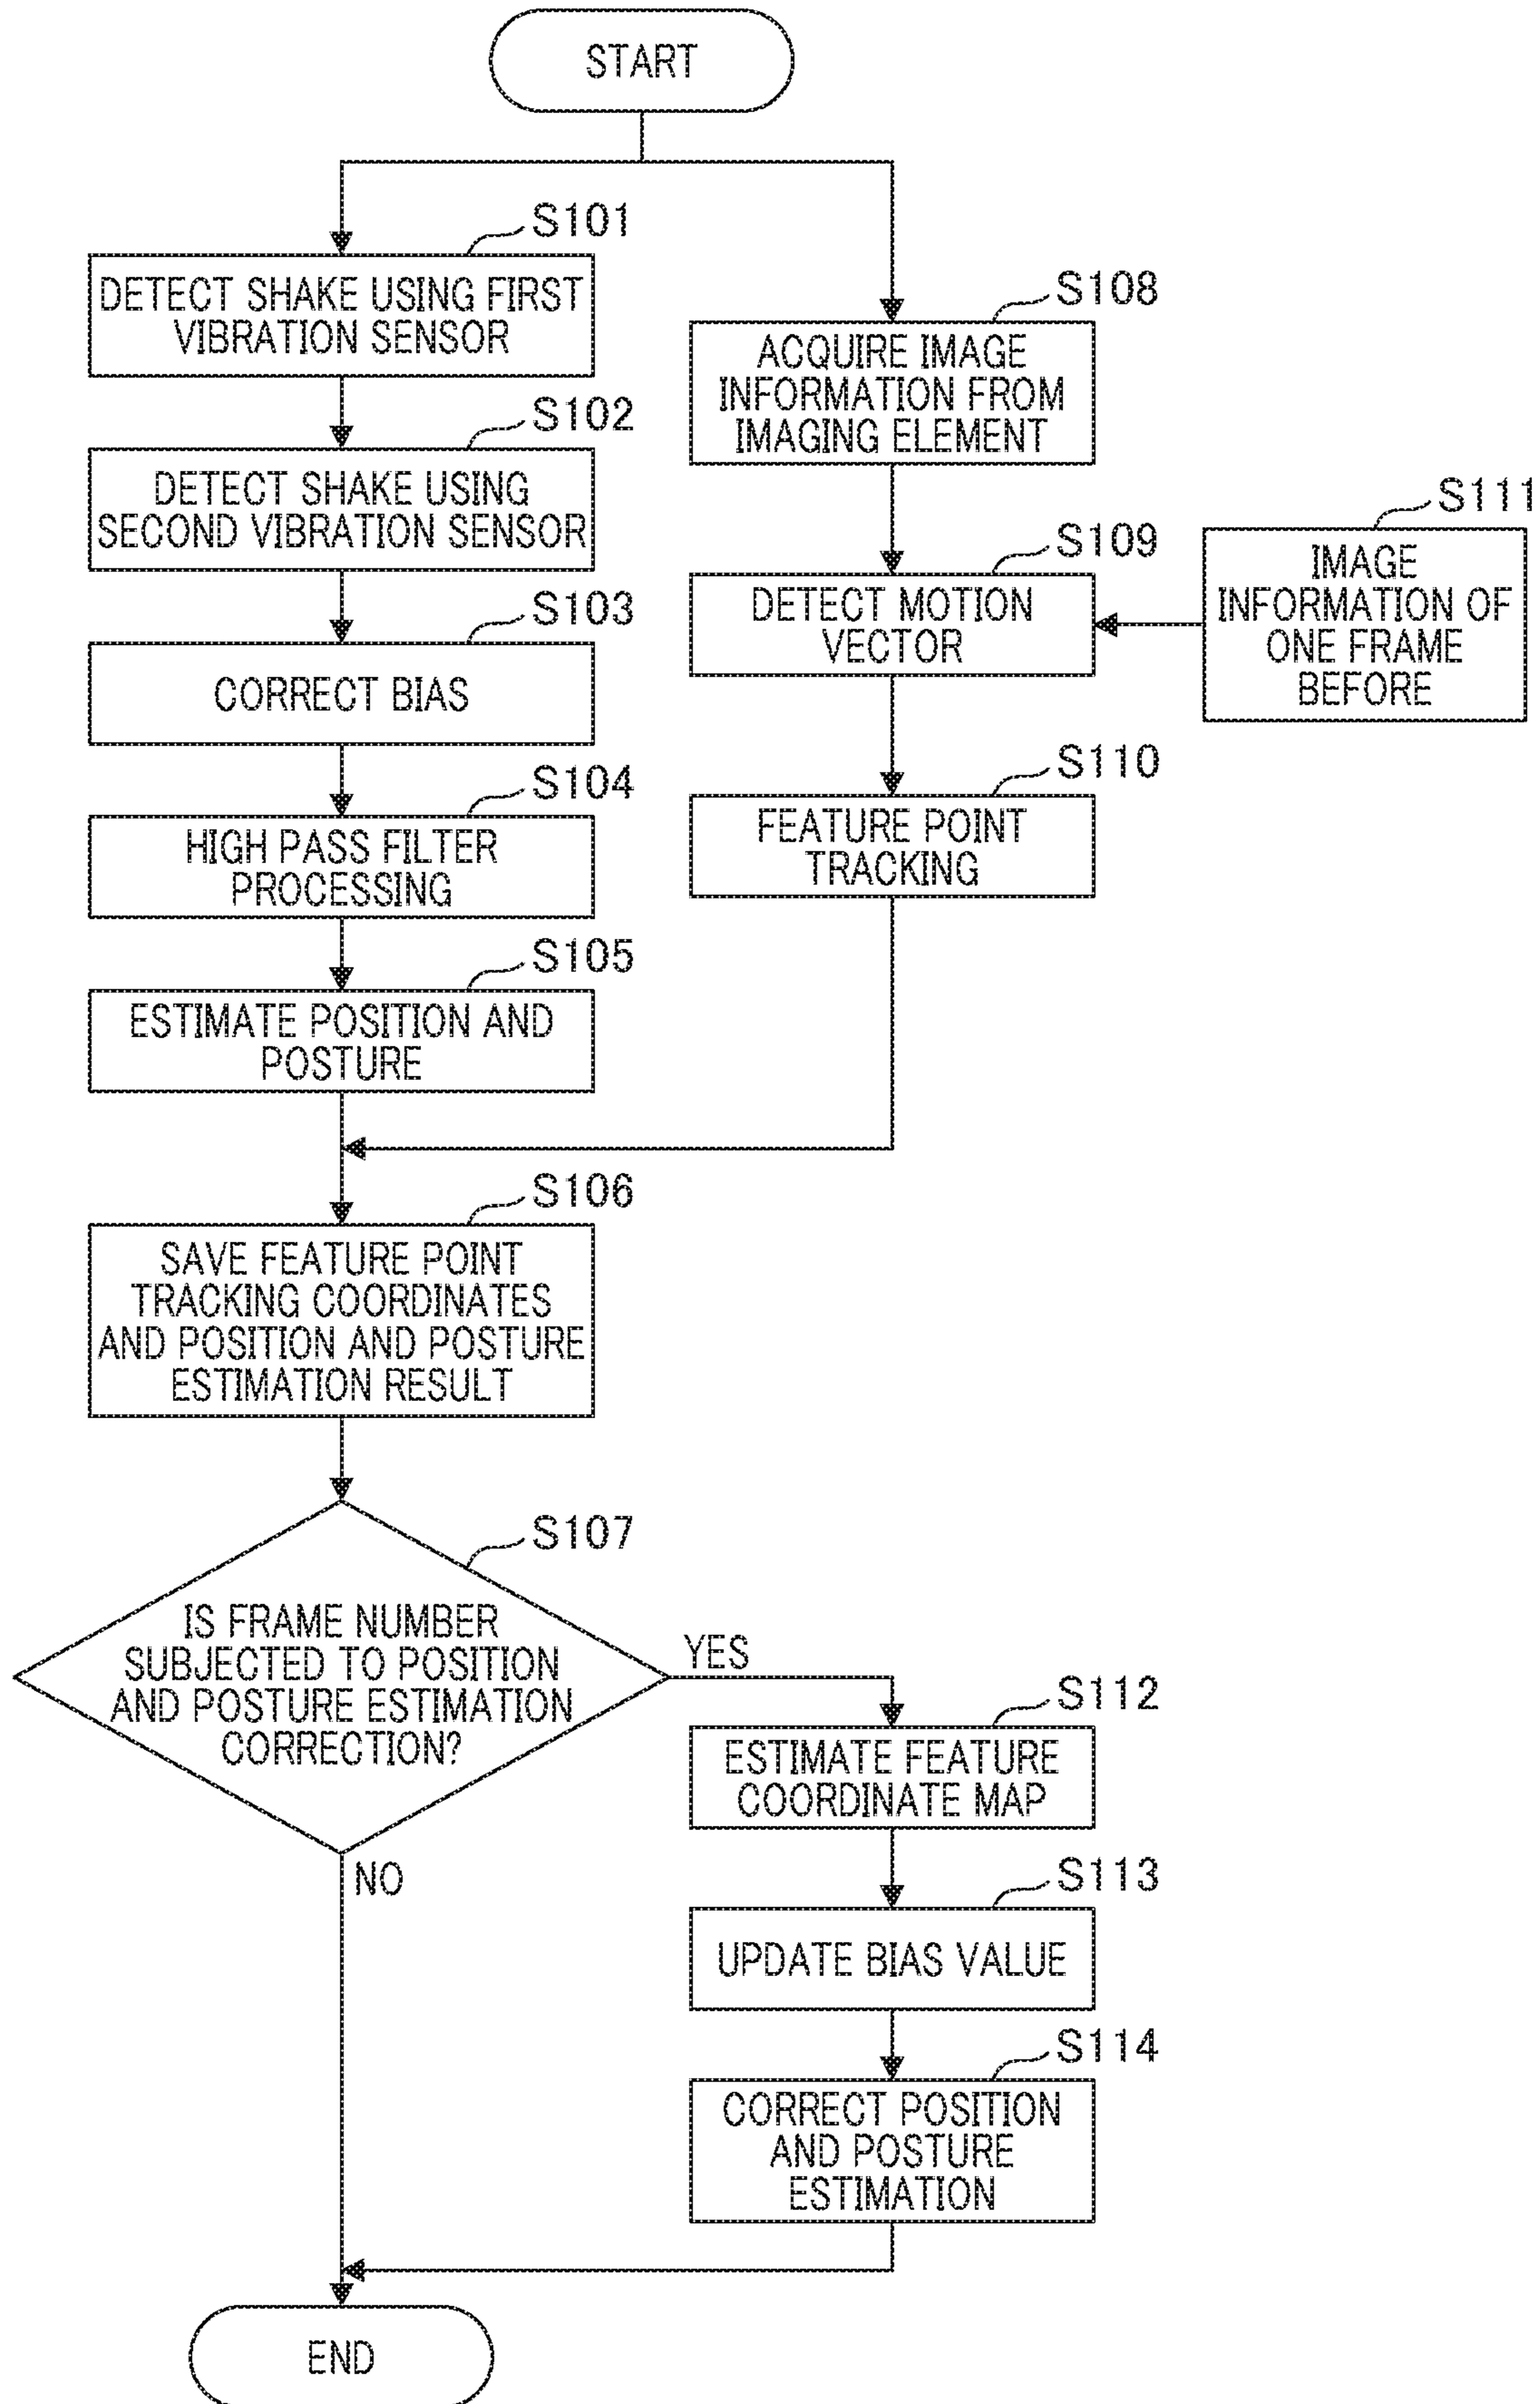 START
S101
DETECT SHAKE USING FIRST
VIBRATION SENSOR
S102
DETECT SHAKE USING
SECOND VIBRATION SENSOR
S103
CORRECT BIAS
S104
HIGH PASS FILTER
PROCESSING
S105
ESTIMATE POSITION AND
POSTURE
S108
ACQUIRE IMAGE
INFORMATION FROM
IMAGING ELEMENT
S109
DETECT MOTION
VECTOR
S111
IMAGE
INFORMATION OF
ONE FRAME
BEFORE
S110
FEATURE POINT
TRACKING
S106
SAVE FEATURE POINT
TRACKING COORDINATES
AND POSITION AND POSTURE
ESTIMATION RESULT
S107
IS FRAME NUMBER
SUBJECTED TO POSITION
AND POSTURE ESTIMATION
CORRECTION?
YES
NO
S112
ESTIMATE FEATURE
COORDINATE MAP
S113
UPDATE BIAS VALUE
S114
CORRECT POSITION
AND POSTURE
ESTIMATION
END